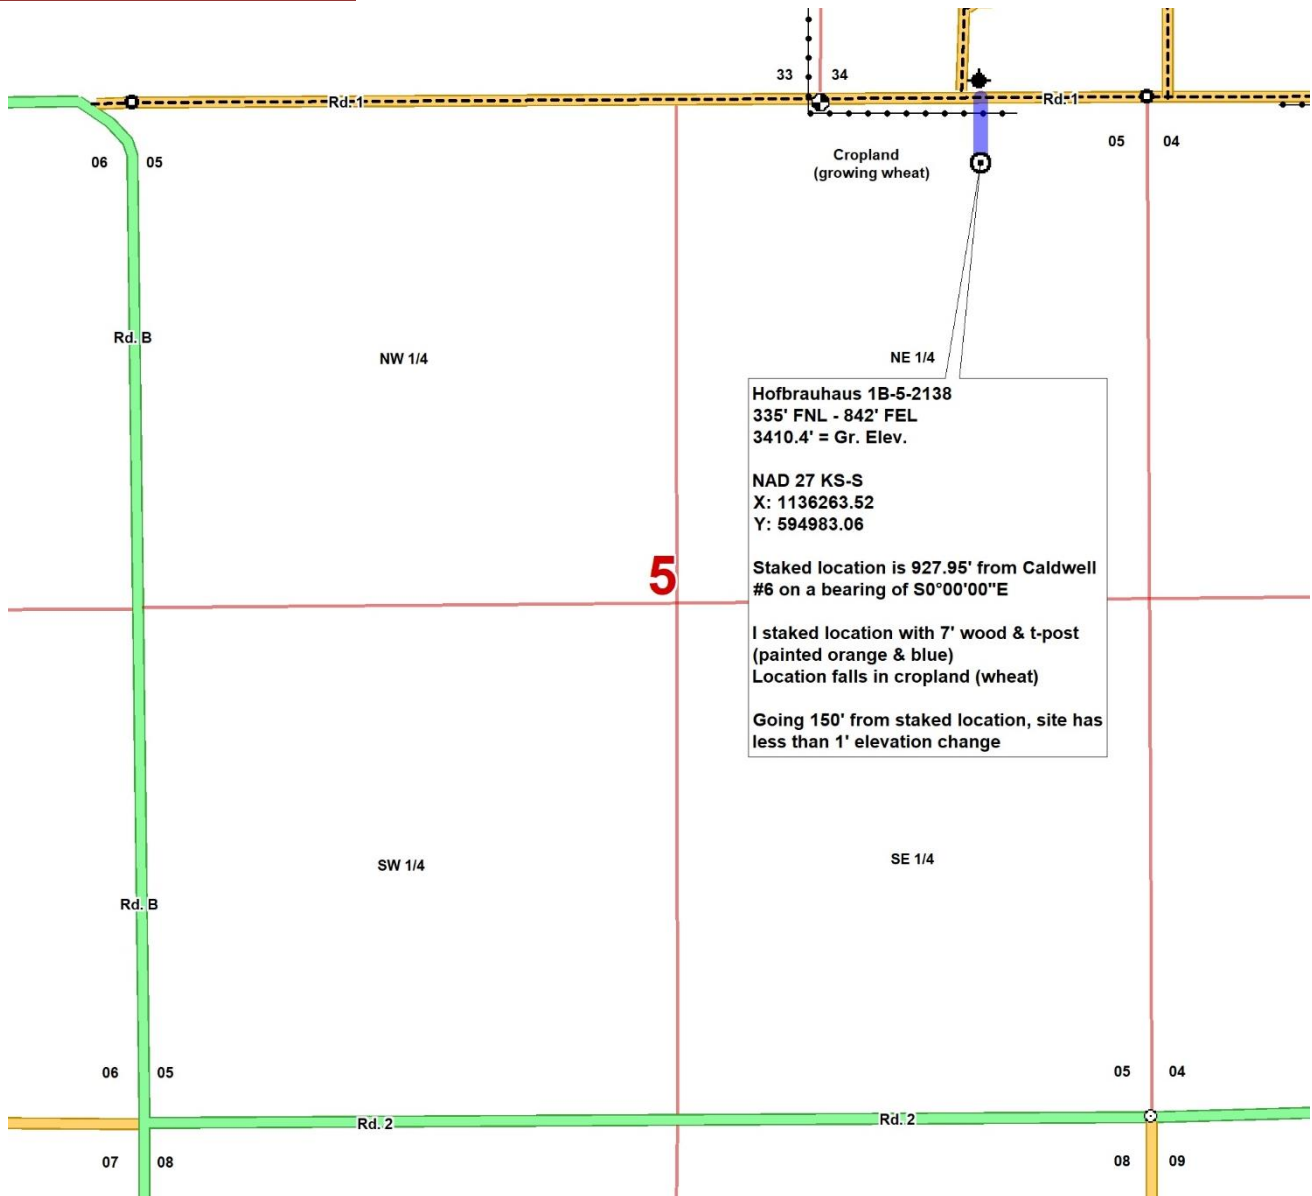 33
34
Rd. 1
Rd. 1
05
04
06
05
Cropland
(growing wheat)
Rd. B
NW 1/4
NE 1/4
Hofbrauhaus 1B-5-2138
335' FNL - 842' FEL
3410.4' = Gr. Elev.
NAD 27 KS-S
X: 1136263.52
Y: 594983.06
Staked location is 927.95' from Caldwell
#6 on a bearing of S0°00'00"E
I staked location with 7' wood & t-post
(painted orange & blue)
Location falls in cropland (wheat)
Going 150' from staked location, site has
less than 1' elevation change
5
SW 1/4
SE 1/4
Rd. B
06
05
05
04
Rd. 2
Rd. 2
07
08
08
09